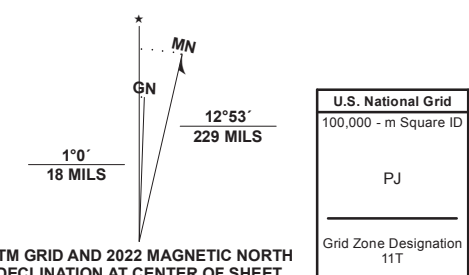 ★
MN
GN
12°53´
229 MILS
1°0´
18 MILS
TM GRID AND 2022 MAGNETIC NORTH
DECLINATION AT CENTER OF SHEET
U.S. National Grid
100,000 - m Square ID
PJ
Grid Zone Designation
11T